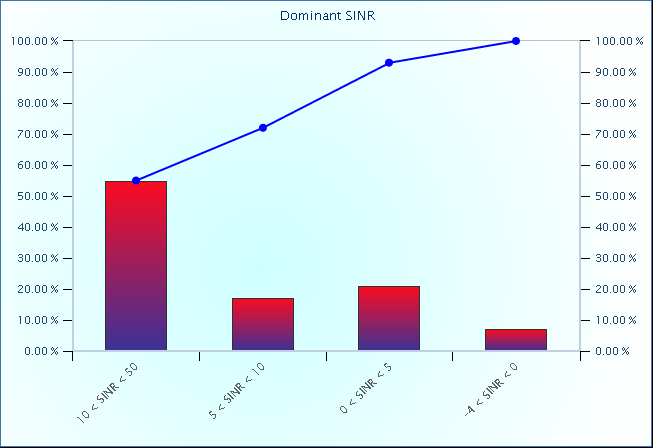 Dominant SINR
100.00 % 100.00 %
90.00 % 90.00 %
80.00 % 80.00 %
70.00 % 70.00 %
60.00 % 60.00 %
50.00 % 50.00 %
40.00 % 40.00 %
30.00 % 30.00 %
20.00 % 20.00 %
10.00 % 10.00 %
0.00 % 0.00 %
10 < SINR < 50
5 < SINR < 10
0 < SINR < 5
-4 < SINR < 0